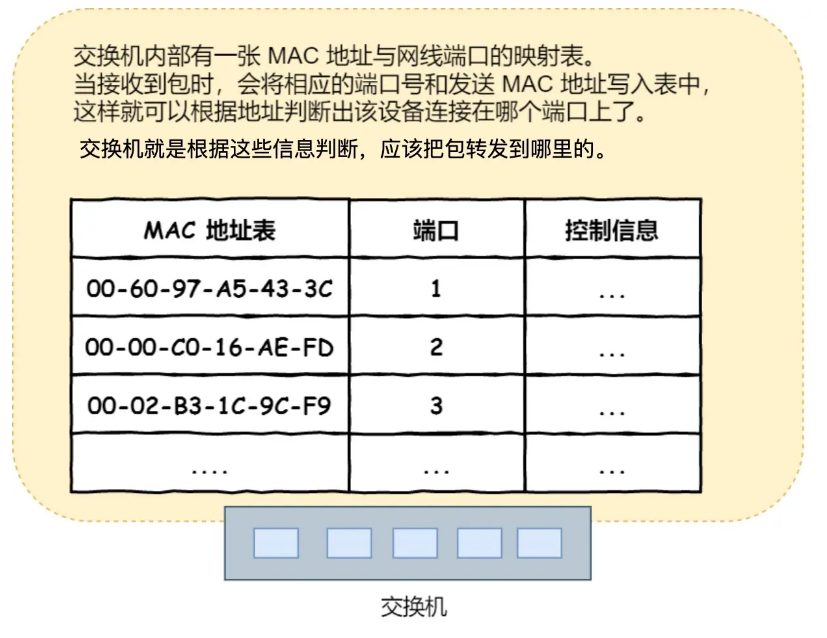 交换机内部有一张 MAC 地址与网线端口的映射表。
当接收到包时，会将相应的端口号和发送 MAC 地址写入表中，
这样就可以根据地址判断出该设备连接在哪个端口上了。
交换机就是根据这些信息判断，应该把包转发到哪里的。
MAC 地址表 端口 控制信息
00-60-97-A5-43-3C 1 ...
00-00-C0-16-AE-FD 2 ...
00-02-B3-1C-9C-F9 3 ...
.... ... ...
交换机